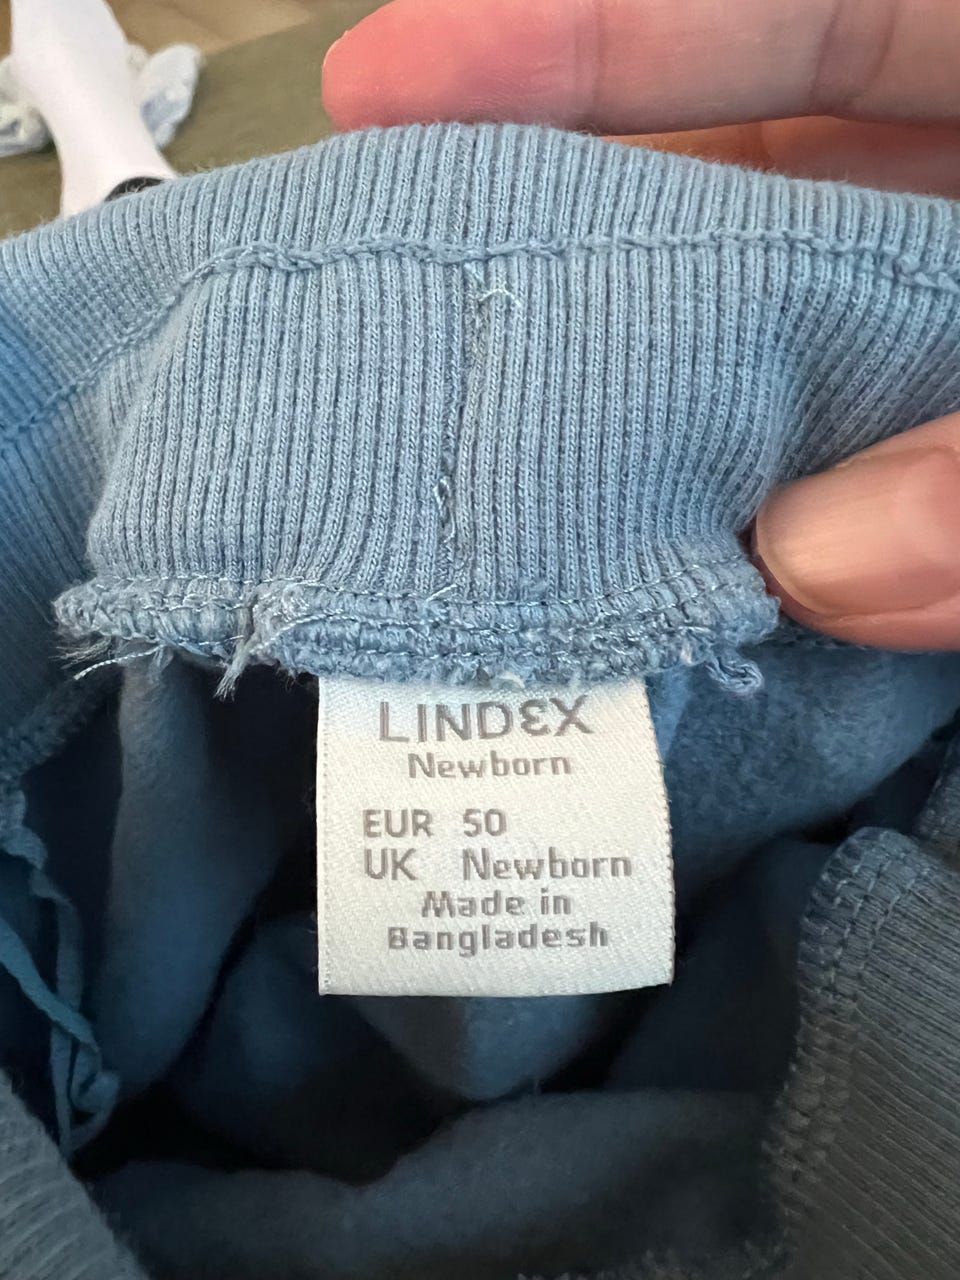 LINDEX
Newborn
EUR 50
UK Newborn
Made in
Bangladesh